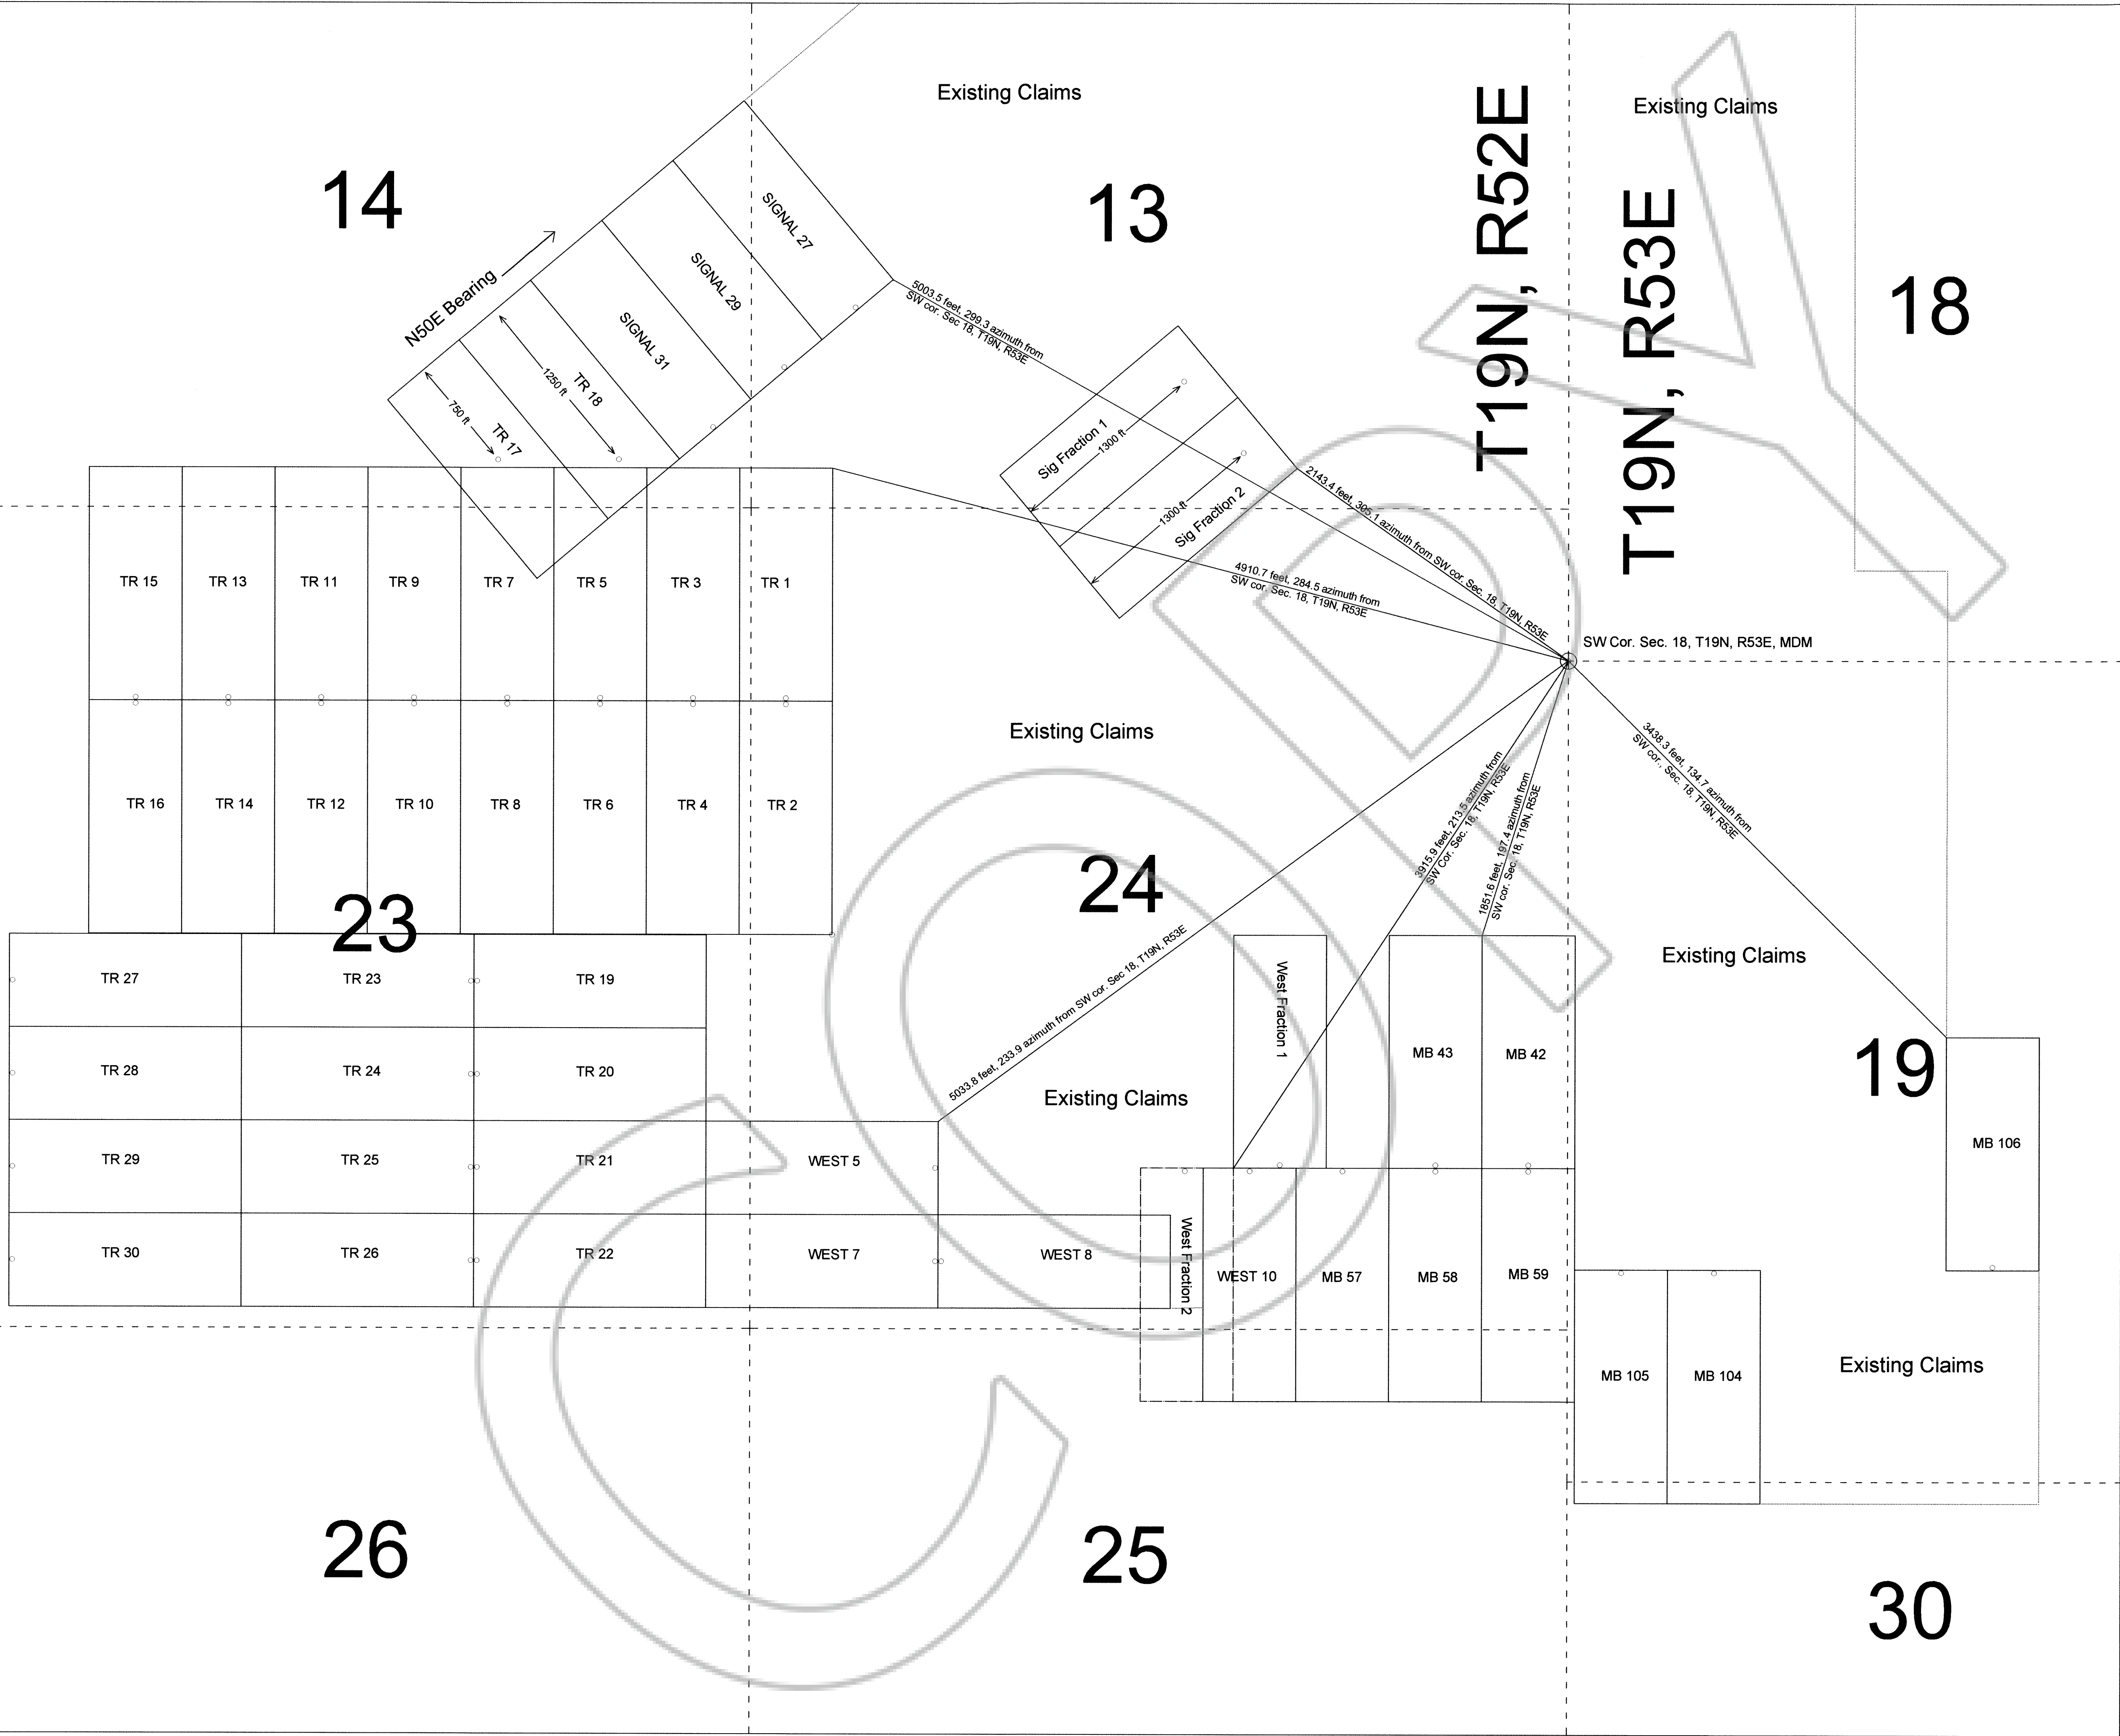 Existing Claims
Existing Claims
T19N, R52E
T19N, R53E
14
13
18
SIGNAL 27
SIGNAL 29
SIGNAL 31
N50E Bearing
TR 18
1250 ft
TR 17
750 ft
5003.5 feet, 299.3 azimuth from
SW cor. Sec 18, T19N, R53E
Sig Fraction 1
1300 ft
1300 ft
Sig Fraction 2
2143.4 feet, 305.1 azimuth from SW cor. Sec. 18, T19N, R53E
4910.7 feet, 284.5 azimuth from
SW cor. Sec. 18, T19N, R53E
SW Cor. Sec. 18, T19N, R53E, MDM
TR 15
TR 13
TR 11
TR 9
TR 7
TR 5
TR 3
TR 1
Existing Claims
TR 16
TR 14
TR 12
TR 10
TR 8
TR 6
TR 4
TR 2
3438.3 feet, 134.7 azimuth from
SW cor., Sec. 18, T19N, R53E
3915.9 feet, 213.5 azimuth from
SW Cor. Sec. 18, T19N, R53E
1851.6 feet, 197.4 azimuth from
SW cor. Sec. 18, T19N, R53E
23
24
5033.8 feet, 233.9 azimuth from SW cor. Sec 18, T19N, R53E
Existing Claims
TR 27
TR 23
TR 19
West Fraction 1
MB 43
MB 42
19
TR 28
TR 24
TR 20
Existing Claims
MB 106
TR 29
TR 25
TR 21
WEST 5
TR 30
TR 26
TR 22
WEST 7
WEST 8
West Fraction 2
WEST 10
MB 57
MB 58
MB 59
MB 105
MB 104
Existing Claims
26
25
30
COPY